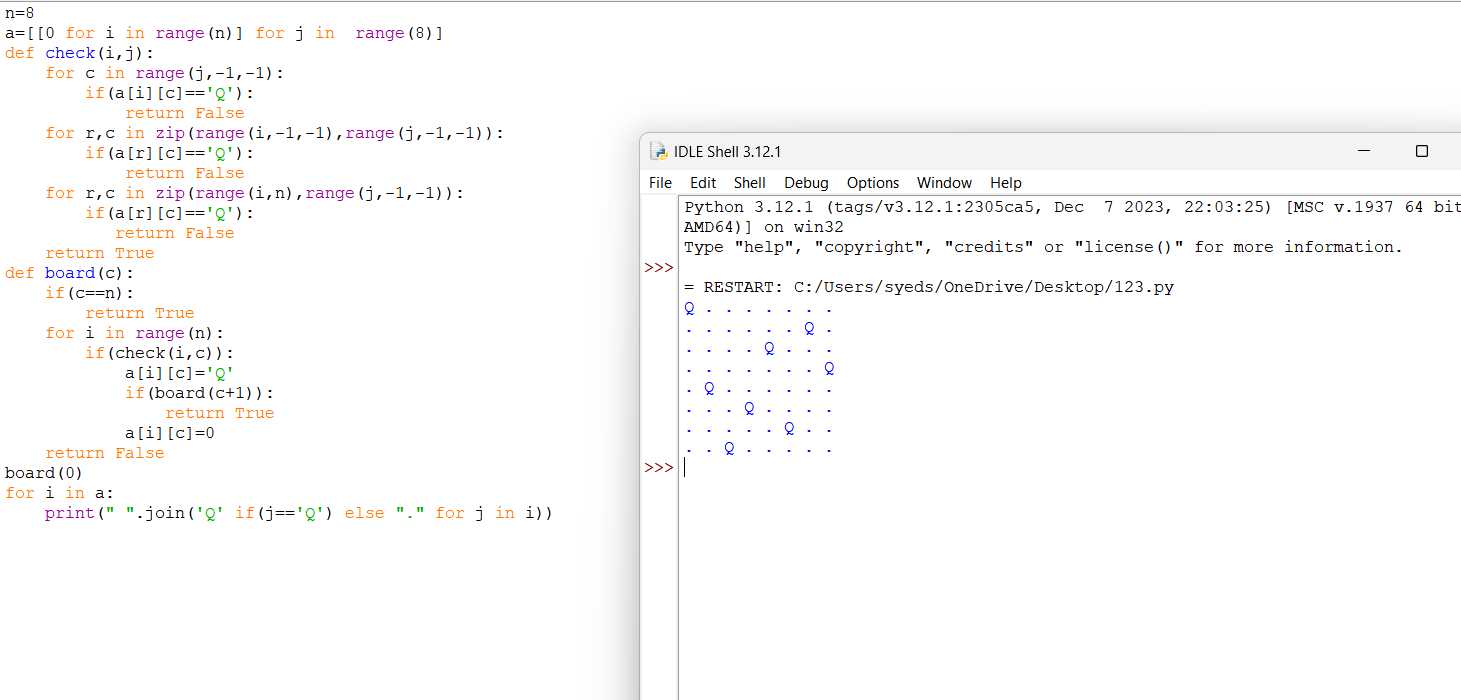 n=8
a=[[0 for i in range(n)] for j in  range(8)]
def check(i,j):
    for c in range(j,-1,-1):
        if(a[i][c]=='Q'):
            return False
    for r,c in zip(range(i,-1,-1),range(j,-1,-1)):
        if(a[r][c]=='Q'):
            return False
    for r,c in zip(range(i,n),range(j,-1,-1)):
        if(a[r][c]=='Q'):
           return False
    return True
def board(c):
    if(c==n):
        return True
    for i in range(n):
        if(check(i,c)):
            a[i][c]='Q'
            if(board(c+1)):
                return True
            a[i][c]=0
    return False
board(0)
for i in a:
    print(" ".join('Q' if(j=='Q') else "." for j in i))
IDLE Shell 3.12.1
File Edit Shell Debug Options Window Help
Python 3.12.1 (tags/v3.12.1:2305ca5, Dec  7 2023, 22:03:25) [MSC v.1937 64 bit
AMD64)] on win32
Type "help", "copyright", "credits" or "license()" for more information.
>>>
= RESTART: C:/Users/syeds/OneDrive/Desktop/123.py
Q . . . . . . .
. . . . . . Q .
. . . . Q . . .
. . . . . . . Q
. Q . . . . . .
. . . Q . . . .
. . . . . Q . .
. . Q . . . . .
>>>